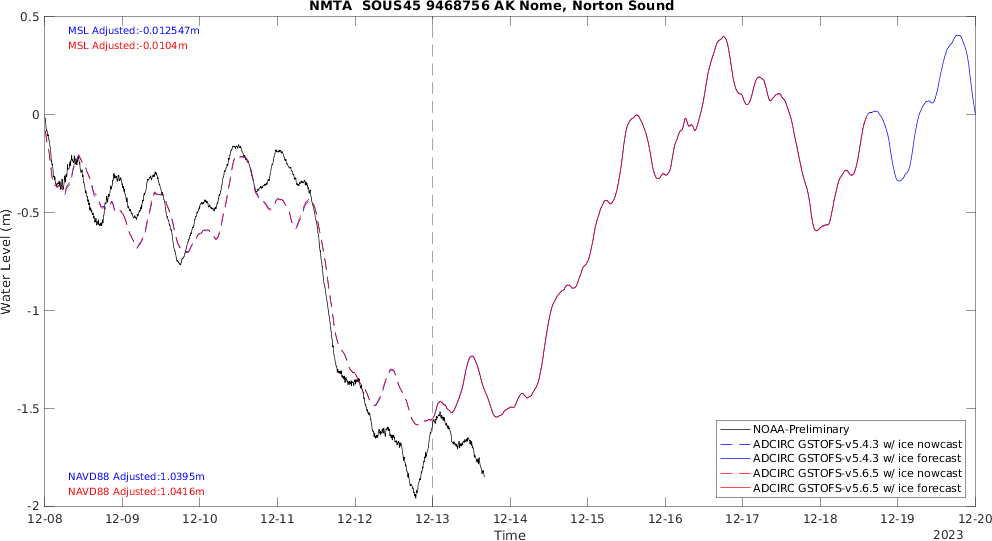 NMTA SOUS45 9468756 AK Nome, Norton Sound
MSL Adjusted:-0.012547m
MSL Adjusted:-0.0104m
0.5
0
-0.5
-1
-1.5
-2
Water Level (m)
NAVD88 Adjusted:1.0395m
NAVD88 Adjusted:1.0416m
NOAA-Preliminary
ADCIRC GSTOFS-v5.4.3 w/ ice nowcast
ADCIRC GSTOFS-v5.4.3 w/ ice forecast
ADCIRC GSTOFS-v5.6.5 w/ ice nowcast
ADCIRC GSTOFS-v5.6.5 w/ ice forecast
12-08 12-09 12-10 12-11 12-12 12-13 12-14 12-15 12-16 12-17 12-18 12-19 12-20
Time
2023